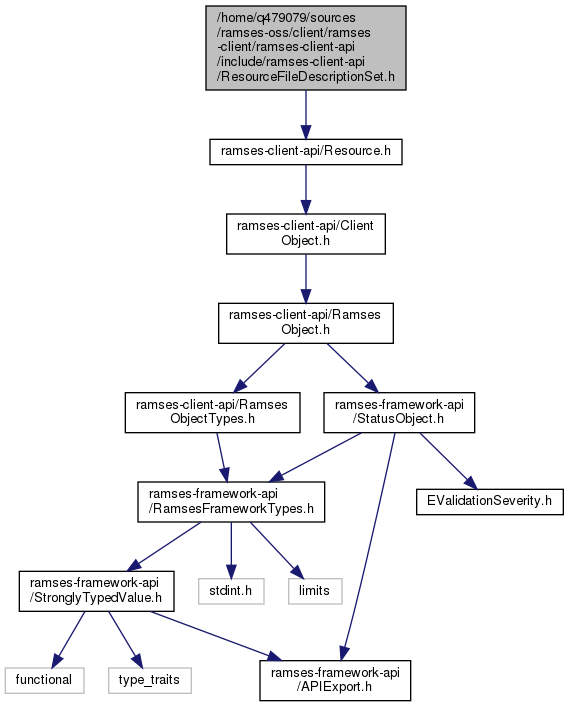 /home/q479079/sources
/ramses-oss/client/ramses
-client/ramses-client-api
/include/ramses-client-api
/ResourceFileDescriptionSet.h
ramses-client-api/Resource.h
ramses-client-api/Client
Object.h
ramses-client-api/Ramses
Object.h
ramses-client-api/Ramses
ObjectTypes.h
ramses-framework-api
/StatusObject.h
ramses-framework-api
/RamsesFrameworkTypes.h
EValidationSeverity.h
ramses-framework-api
/StronglyTypedValue.h
stdint.h
limits
functional
type_traits
ramses-framework-api
/APIExport.h